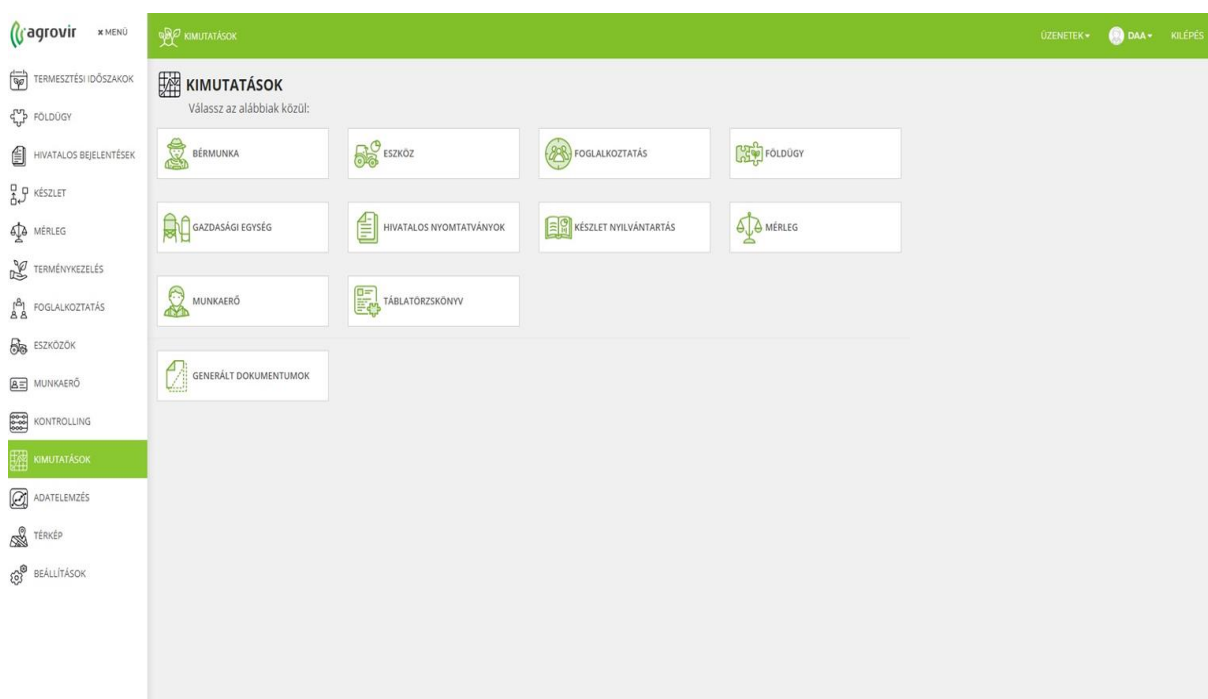 agrovir
× MENÜ
KIMUTATÁSOK
ÜZENETEK
DAA
KILÉPÉS
TERMESZTÉSI IDŐSZAKOK
FÖLDÜGY
HIVATALOS BEJELENTÉSEK
KÉSZLET
MÉRLEG
TERMÉNYKEZELÉS
FOGLALKOZTATÁS
ESZKÖZÖK
MUNKAERŐ
KONTROLLING
KIMUTATÁSOK
ADATELEMZÉS
TÉRKÉP
BEÁLLÍTÁSOK
KIMUTATÁSOK
Válassz az alábbiak közül:
BÉRMUNKA
ESZKÖZ
FOGLALKOZTATÁS
FÖLDÜGY
GAZDASÁGI EGYSÉG
HIVATALOS NYOMTATVÁNYOK
KÉSZLET NYILVÁNTARTÁS
MÉRLEG
MUNKAERŐ
TÁBLATÖRZSKÖNYV
GENERÁLT DOKUMENTUMOK